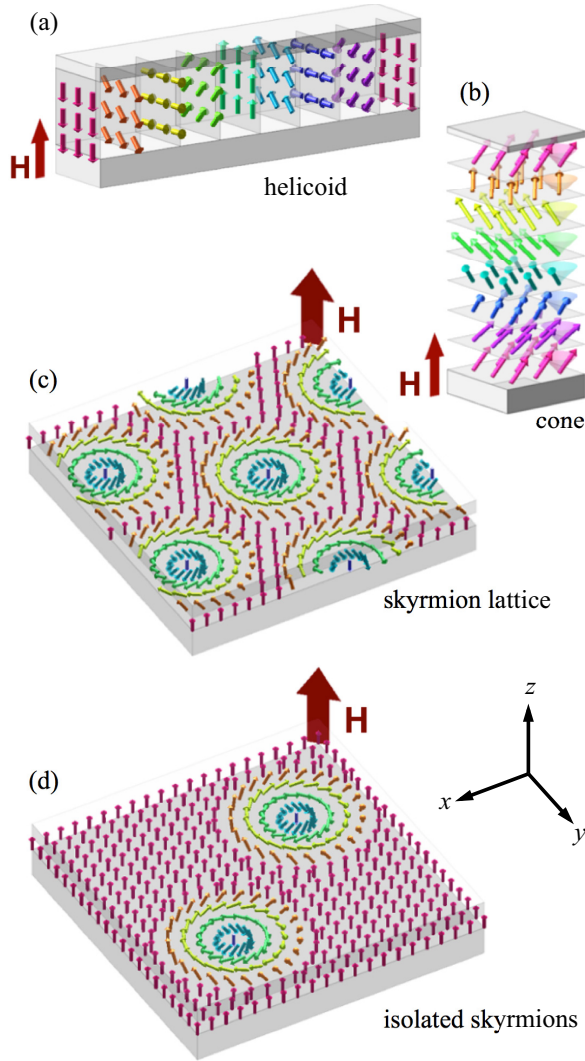 (a)
H
helicoid
(b)
H
cone
H
(c)
skyrmion lattice
H
(d)
z
x
y
isolated skyrmions